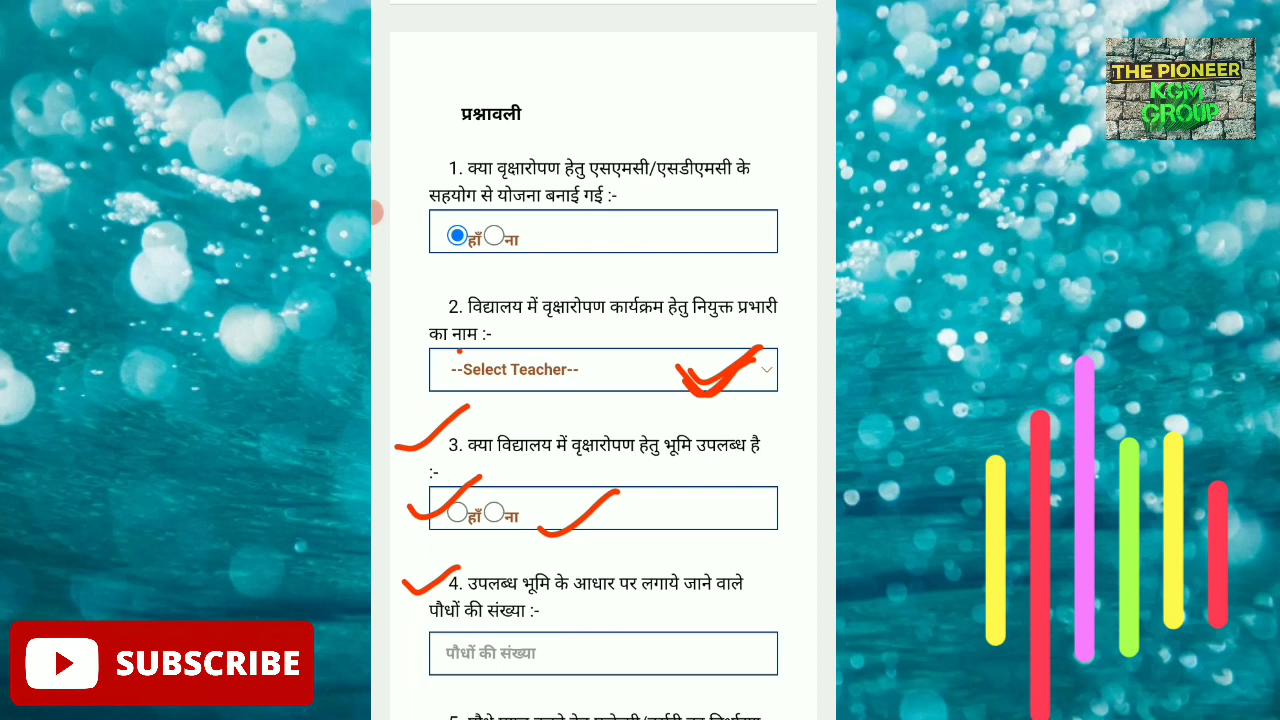 प्रश्नावली
1. क्या वृक्षारोपण हेतु एसएमसी/एसडीएमसी के
सहयोग से योजना बनाई गई :-
हाँ ना
2. विद्यालय में वृक्षारोपण कार्यक्रम हेतु नियुक्त प्रभारी
का नाम :-
--Select Teacher--
3. क्या विद्यालय में वृक्षारोपण हेतु भूमि उपलब्ध है
:-
हाँ ना
4. उपलब्ध भूमि के आधार पर लगाये जाने वाले
पौधों की संख्या :-
पौधों की संख्या
THE PIONEER
KGM
GROUP
SUBSCRIBE